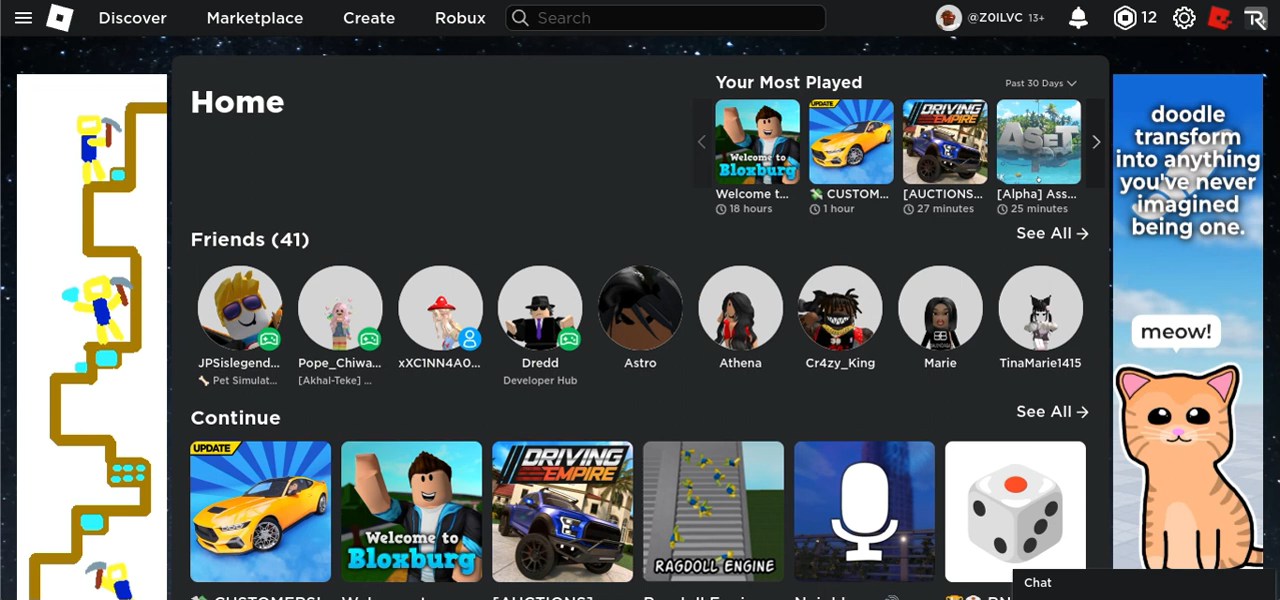 Discover Marketplace Create Robux Search @Z0ILVC 13+ 12
Home
Your Most Played
Past 30 Days
UPDATE
DRIVING EMPIRE
ASET
Welcome to Bloxburg
Welcome t...
CUSTOM...
[AUCTIONS...
[Alpha] Ass...
18 hours
1 hour
27 minutes
25 minutes
Friends (41)
See All
JPSislegend...
Pope_Chiwa...
xXC1NN4A0...
Dredd
Astro
Athena
Cr4zy_King
Marie
TinaMarie1415
Pet Simulat...
[Akhal-Teke] ...
Developer Hub
Continue
See All
UPDATE
Welcome to
Bloxburg
DRIVING
EMPIRE
RAGDOLL ENGINE
doodle
transform
into anything
you've never
imagined
being one.
meow!
Chat